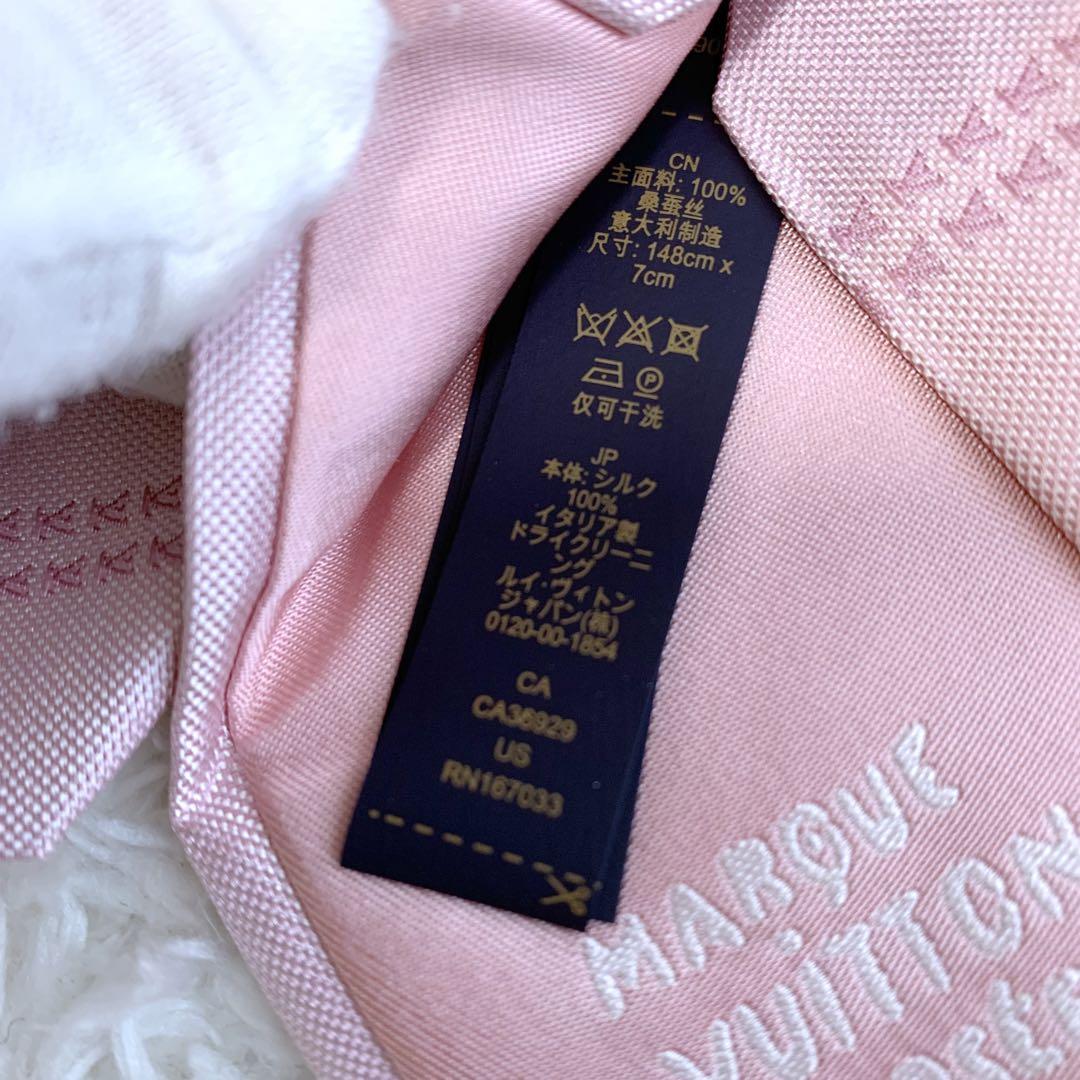 CN
主面料: 100%
桑蚕丝
意大利制造
尺寸: 148cm x
7cm
P
仅可干洗
JP
本体: シルク
100%
イタリア製
ドライクリーニ
ング
ルイ・ヴィトン
ジャパン(株)
0120-00-1854
CA
CA36929
US
RN167033
MARQUE
VUITTON